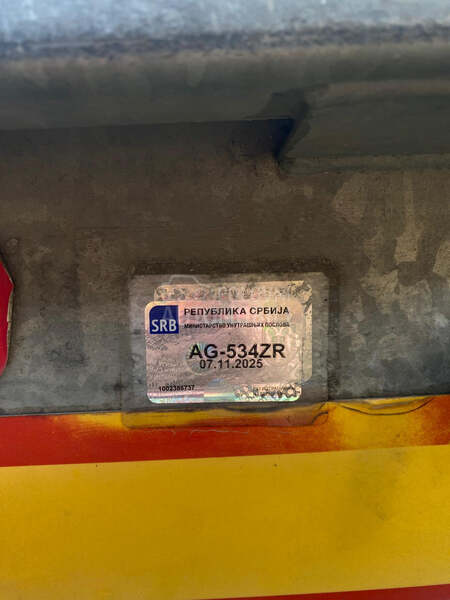 РЕПУБЛИКА СРБИЈА
МИНИСТАРСТВО УНУТРАШЊИХ ПОСЛОВА
SRB
AG-534ZR
07.11.2025
1002386737